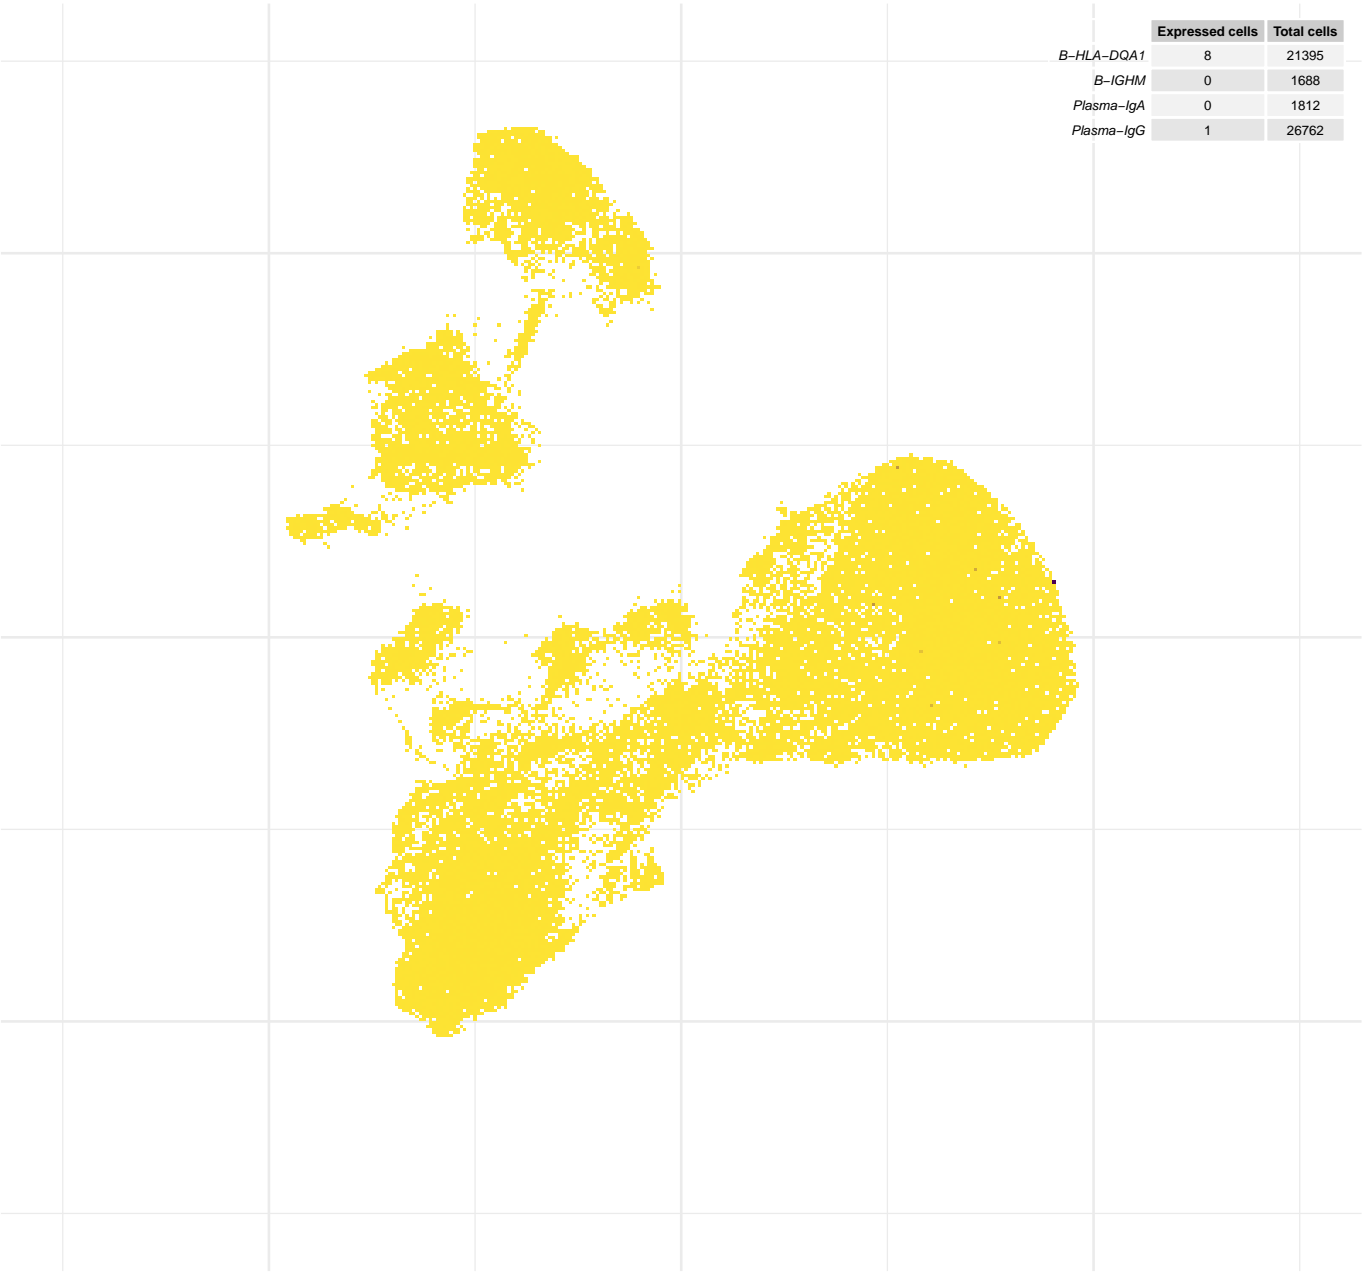 Expressed cells Total cells
B−HLA−DQA1 8 21395
B−IGHM 0 1688
Plasma−IgA 0 1812
Plasma−IgG 1 26762